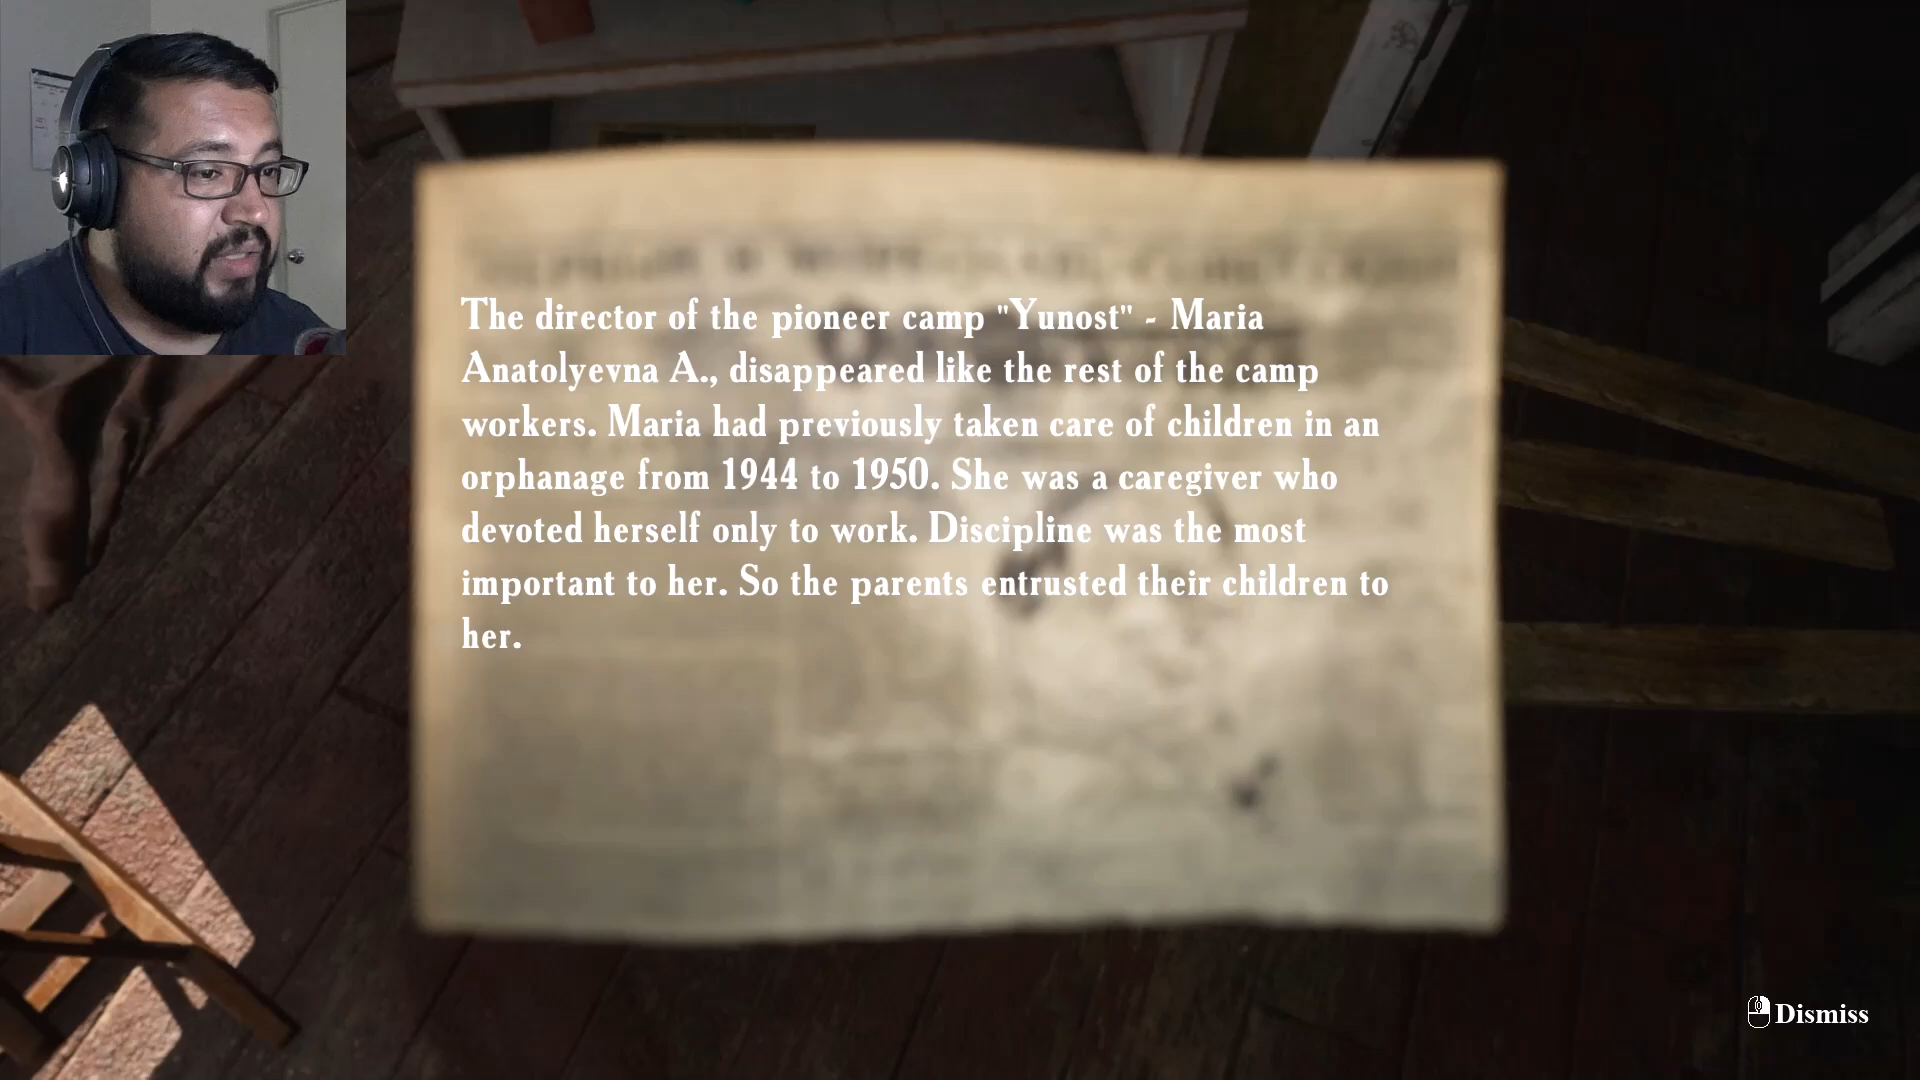 The director of the pioneer camp "Yunost" - Maria
Anatolyevna A., disappeared like the rest of the camp
workers. Maria had previously taken care of children in an
orphanage from 1944 to 1950. She was a caregiver who
devoted herself only to work. Discipline was the most
important to her. So the parents entrusted their children to
her.
Dismiss